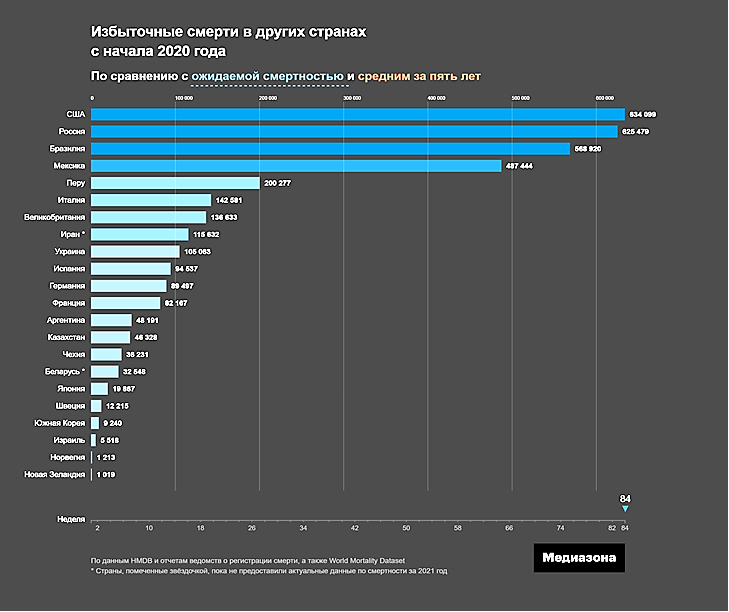 Избыточные смерти в других странах
с начала 2020 года
По сравнению с ожидаемой смертностью и средним за пять лет
0 100 000 200 000 300 000 400 000 500 000 600 000
США 634 099
Россия 625 479
Бразилия 568 920
Мексика 487 444
Перу 200 277
Италия 142 581
Великобритания 136 633
Иран * 115 632
Украина 105 063
Испания 94 537
Германия 89 497
Франция 82 167
Аргентина 48 191
Казахстан 46 328
Чехия 36 231
Беларусь * 32 548
Япония 19 867
Швеция 12 215
Южная Корея 9 240
Израиль 5 518
Норвегия 1 213
Новая Зеландия 1 019
84
Неделя
2 10 18 26 34 42 50 58 66 74 82 84
По данным HMDB и отчетам ведомств о регистрации смерти, а также World Mortality Dataset
* Страны, помеченные звёздочкой, пока не предоставили актуальные данные по смертности за 2021 год
Медиазона